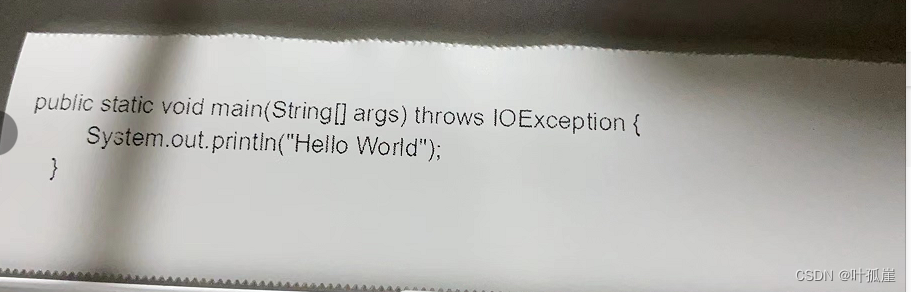 public static void main(String[] args) throws IOException {
System.out.println("Hello World");
}
CSDN @叶孤崖